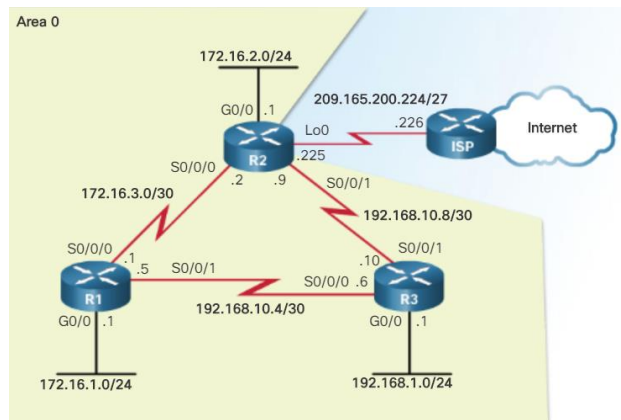 Area 0
172.16.2.0/24
209.165.200.224/27
G0/0 .1
.226
Internet
Lo0
R2
.225
ISP
S0/0/0
.2
.9
S0/0/1
172.16.3.0/30
192.168.10.8/30
S0/0/0
.1
.10
S0/0/1
.5
S0/0/1
S0/0/0 .6
R1
R3
G0/0 .1
192.168.10.4/30
G0/0 .1
172.16.1.0/24
192.168.1.0/24